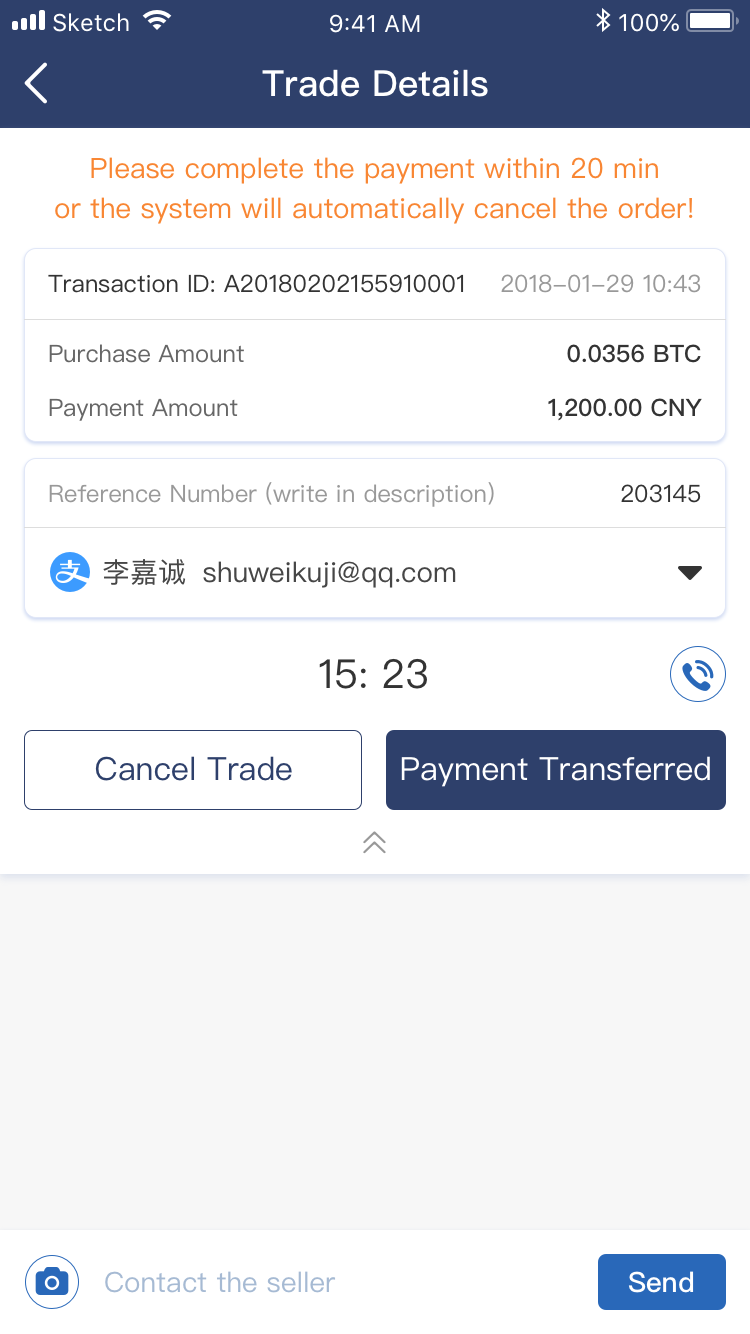 Sketch 9:41 AM 100%
Trade Details
Please complete the payment within 20 min
or the system will automatically cancel the order!
Transaction ID: A20180202155910001 2018-01-29 10:43
Purchase Amount 0.0356 BTC
Payment Amount 1,200.00 CNY
Reference Number (write in description) 203145
支 李嘉诚 shuweikuji@qq.com
15: 23
Cancel Trade Payment Transferred
Contact the seller Send